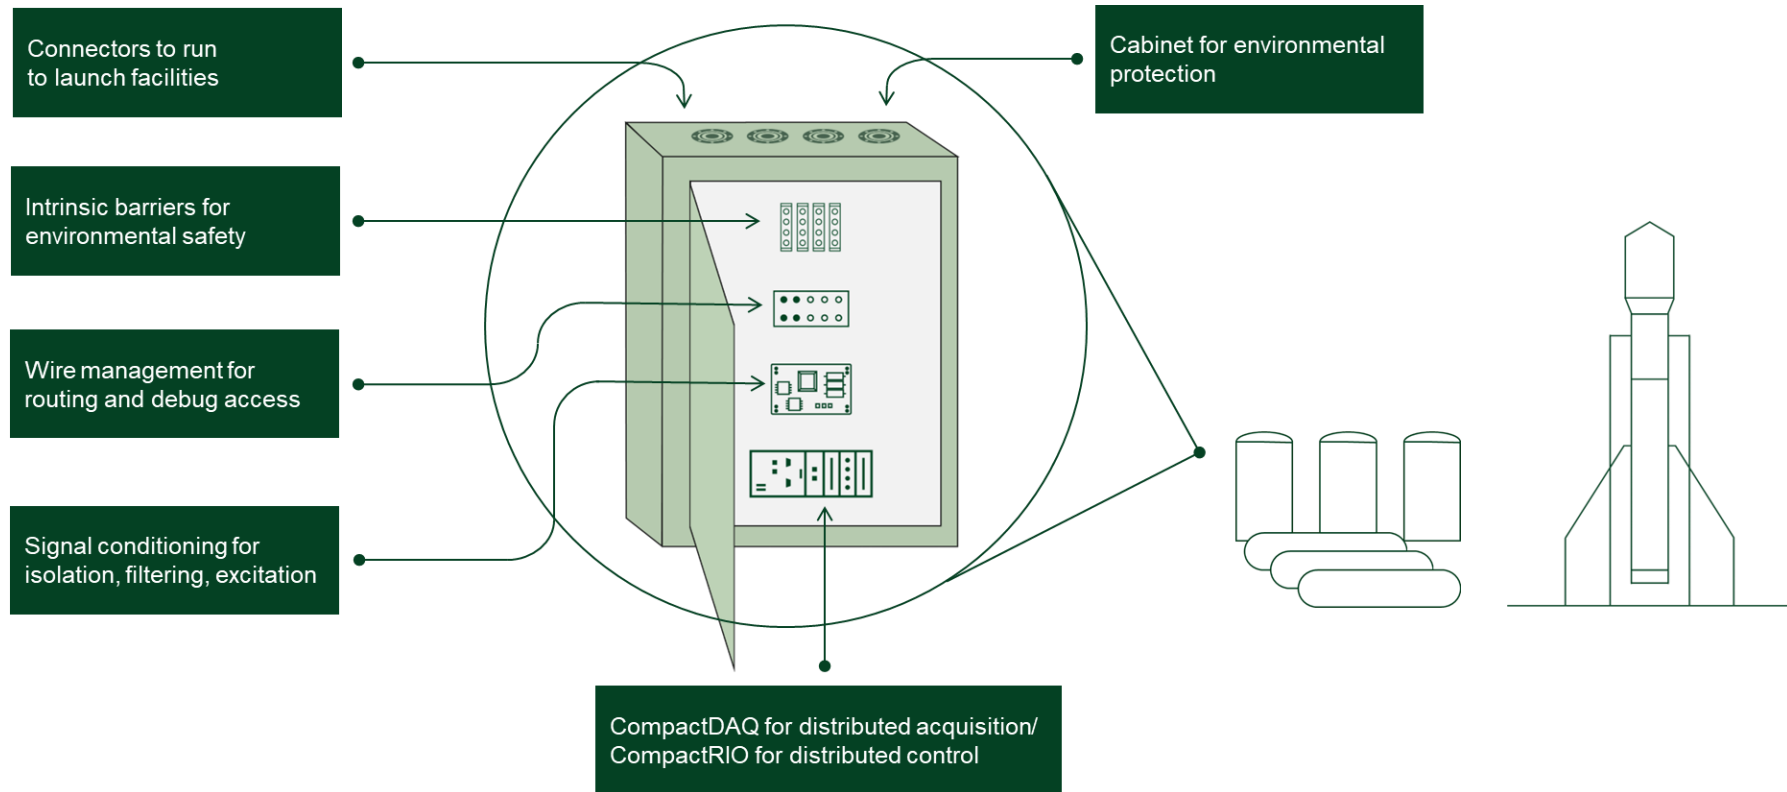 Connectors to run
to launch facilities
Cabinet for environmental
protection
Intrinsic barriers for
environmental safety
Wire management for
routing and debug access
Signal conditioning for
isolation, filtering, excitation
CompactDAQ for distributed acquisition/
CompactRIO for distributed control